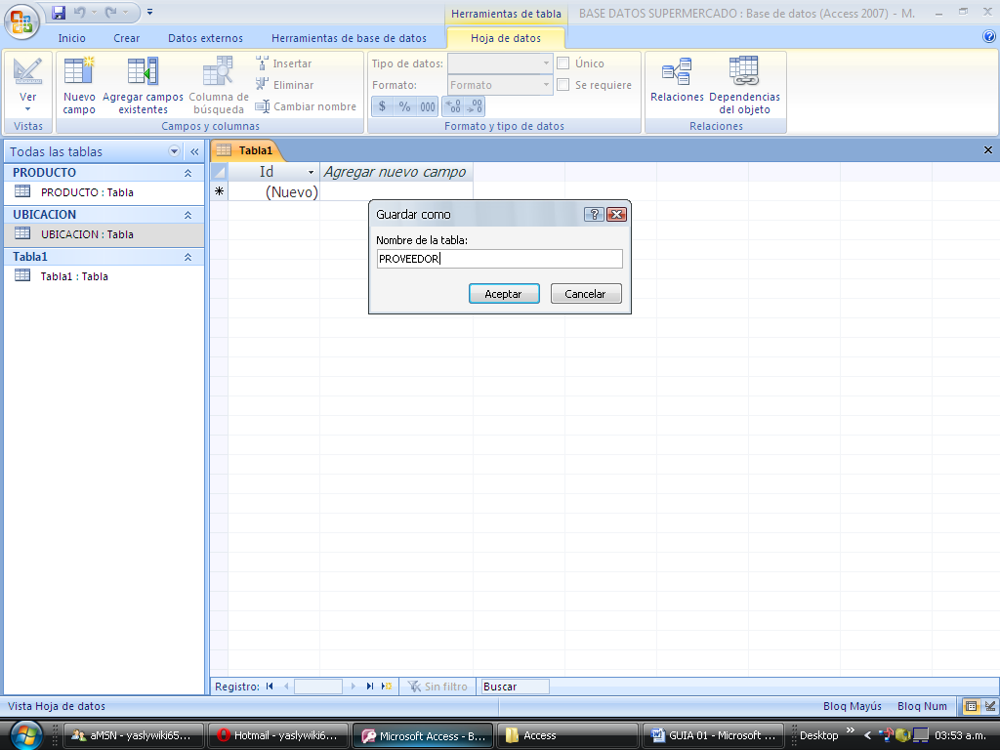 Herramientas de tabla
BASE DATOS SUPERMERCADO : Base de datos (Access 2007) - M.
Inicio
Crear
Datos externos
Herramientas de base de datos
Hoja de datos
Ver
Vistas
Nuevo campo
Agregar campos existentes
Columna de búsqueda
Insertar
Eliminar
Cambiar nombre
Campos y columnas
Tipo de datos:
Formato:
Formato
$ % 000
Único
Se requiere
Formato y tipo de datos
Relaciones
Dependencias del objeto
Relaciones
Todas las tablas
PRODUCTO
PRODUCTO : Tabla
UBICACION
UBICACION : Tabla
Tabla1
Tabla1 : Tabla
Tabla1
Id
Agregar nuevo campo
(Nuevo)
Guardar como
Nombre de la tabla:
PROVEEDOR
Aceptar
Cancelar
Registro:
Sin filtro
Buscar
Vista Hoja de datos
Bloq Mayús
Bloq Num
aMSN - yaslywiki65...
Hotmail - yaslywiki6...
Microsoft Access - B...
Access
GUIA 01 - Microsoft ...
Desktop
03:53 a.m.